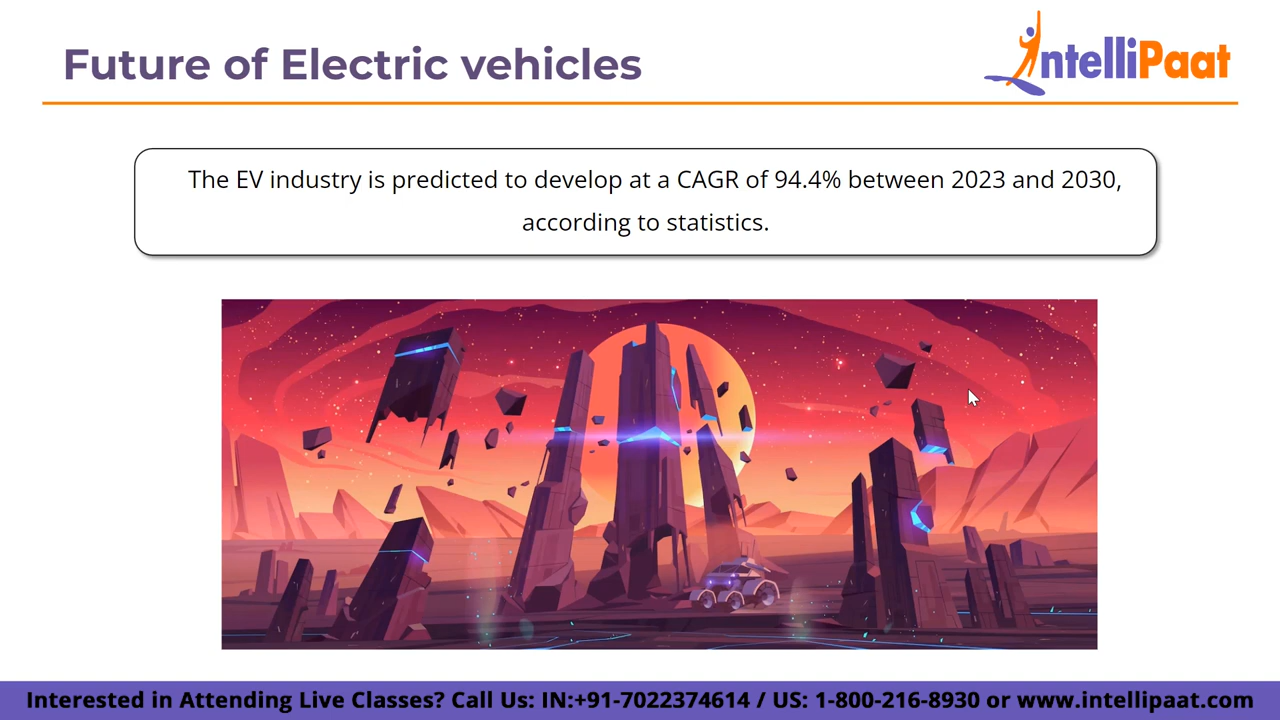 Future of Electric vehicles
IntelliPaat
The EV industry is predicted to develop at a CAGR of 94.4% between 2023 and 2030,
according to statistics.
Interested in Attending Live Classes? Call Us: IN:+91-7022374614 / US: 1-800-216-8930 or www.intellipaat.com